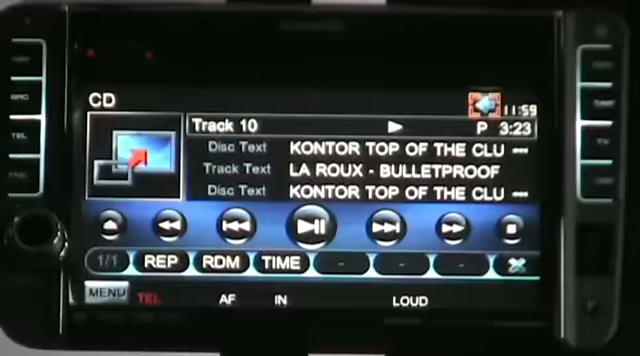 CD
11:59
Track 10 P 3:23
Disc Text KONTOR TOP OF THE CLU ---
Track Text LA ROUX - BULLETPROOF
Disc Text KONTOR TOP OF THE CLU ---
1/1 REP RDM TIME - - -
MENU TEL AF IN LOUD
TEL